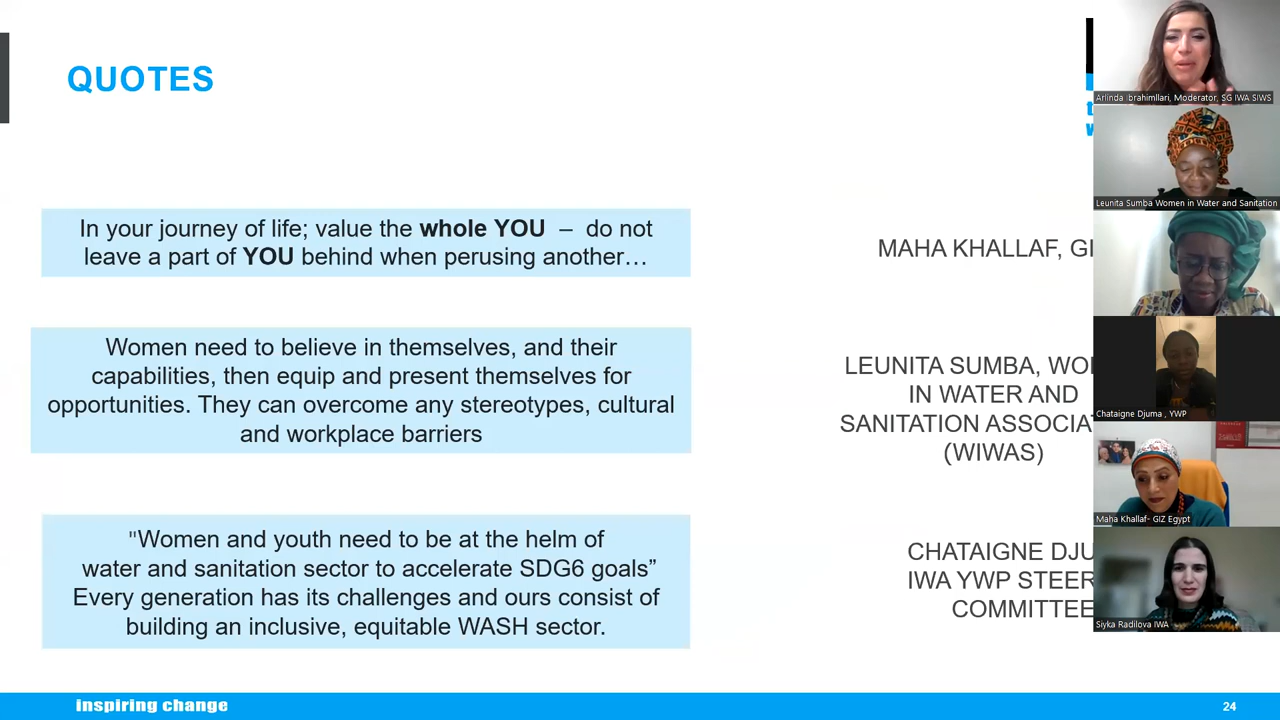 QUOTES
In your journey of life; value the whole YOU – do not
leave a part of YOU behind when perusing another…
MAHA KHALLAF,
Women need to believe in themselves, and their
capabilities, then equip and present themselves for
opportunities. They can overcome any stereotypes, cultural
and workplace barriers
LEUNITA SUMBA,
IN WATER AND
SANITATION
(WIWAS)
"Women and youth need to be at the helm of
water and sanitation sector to accelerate SDG6 goals”
Every generation has its challenges and ours consist of
building an inclusive, equitable WASH sector.
CHATAIGNE
IWA YWP
COMMITTEE
inspiring change
24
Arlinda Ibrahimllari, Moderator, SG IWA SIWS
Leunita Sumba Women in Water and Sanitation
Chataigne Djuma , YWP
Maha Khallaf- GIZ Egypt
Siyka Radilova IWA